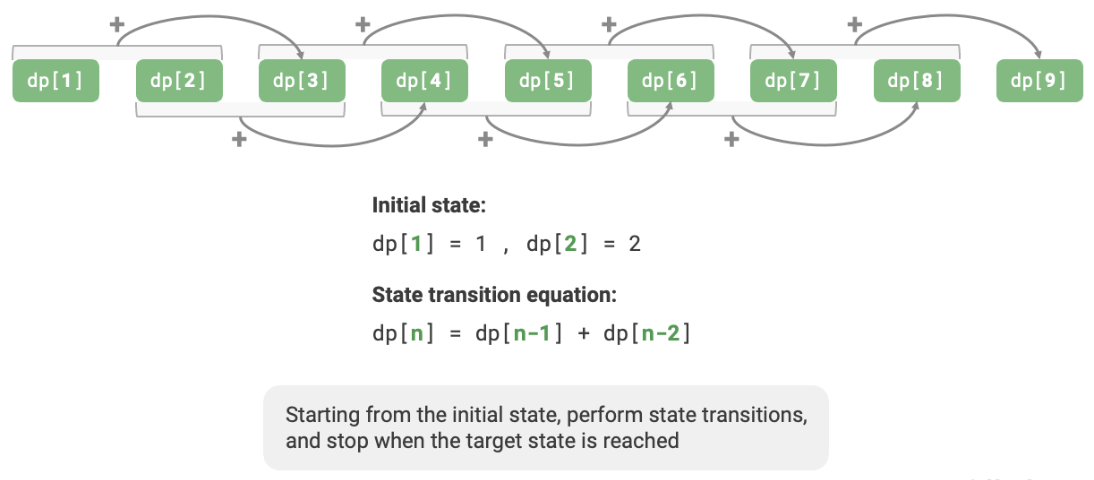 + + + +
dp[1] dp[2] dp[3] dp[4] dp[5] dp[6] dp[7] dp[8] dp[9]
+ + +
Initial state:
dp[1] = 1 , dp[2] = 2
State transition equation:
dp[n] = dp[n-1] + dp[n-2]
Starting from the initial state, perform state transitions,
and stop when the target state is reached